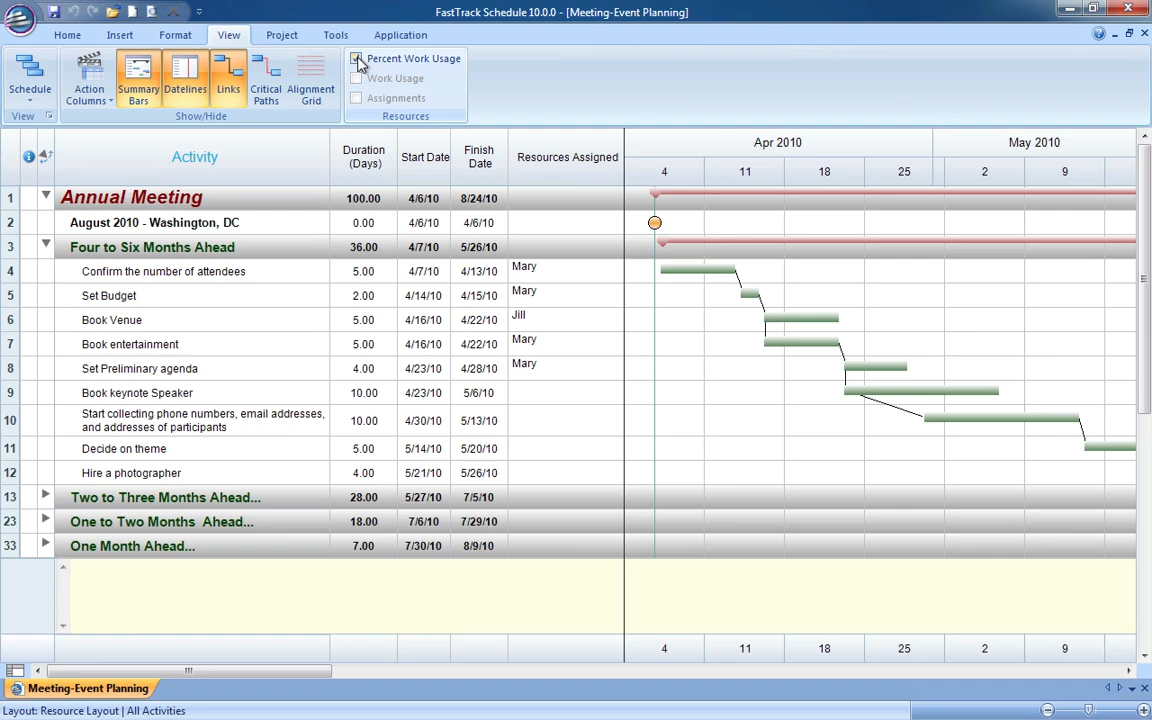 FastTrack Schedule 10.0.0 - [Meeting-Event Planning]
Home Insert Format View Project Tools Application
Schedule
Action Columns
Summary Bars
Datelines
Links
Critical Paths
Alignment Grid
Percent Work Usage
Work Usage
Assignments
View Show/Hide Resources
Activity
Duration (Days)
Start Date
Finish Date
Resources Assigned
Apr 2010 May 2010
4 11 18 25 2 9
1 Annual Meeting 100.00 4/6/10 8/24/10
2 August 2010 - Washington, DC 0.00 4/6/10 4/6/10
3 Four to Six Months Ahead 36.00 4/7/10 5/26/10
4 Confirm the number of attendees 5.00 4/7/10 4/13/10 Mary
5 Set Budget 2.00 4/14/10 4/15/10 Mary
6 Book Venue 5.00 4/16/10 4/22/10 Jill
7 Book entertainment 5.00 4/16/10 4/22/10 Mary
8 Set Preliminary agenda 4.00 4/23/10 4/28/10 Mary
9 Book keynote Speaker 10.00 4/23/10 5/6/10
10 Start collecting phone numbers, email addresses,
and addresses of participants 10.00 4/30/10 5/13/10
11 Decide on theme 5.00 5/14/10 5/20/10
12 Hire a photographer 4.00 5/21/10 5/26/10
13 Two to Three Months Ahead... 28.00 5/27/10 7/5/10
23 One to Two Months Ahead... 18.00 7/6/10 7/29/10
33 One Month Ahead... 7.00 7/30/10 8/9/10
4 11 18 25 2 9
Meeting-Event Planning
Layout: Resource Layout | All Activities